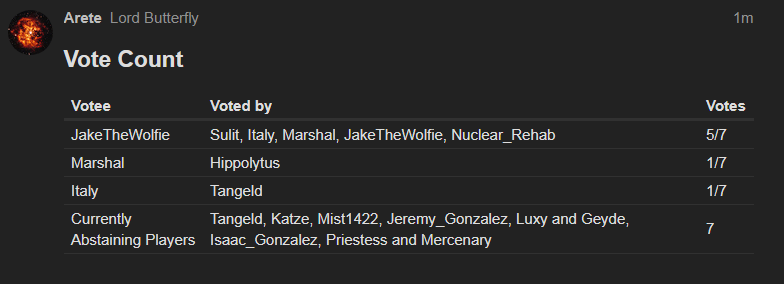 Arete Lord Butterfly 1m
Vote Count
Votee Voted by Votes
JakeTheWolfie Sulit, Italy, Marshal, JakeTheWolfie, Nuclear_Rehab 5/7
Marshal Hippolytus 1/7
Italy Tangeld 1/7
Currently Tangeld, Katze, Mist1422, Jeremy_Gonzalez, Luxy and Geyde, 7
Abstaining Players Isaac_Gonzalez, Priestess and Mercenary